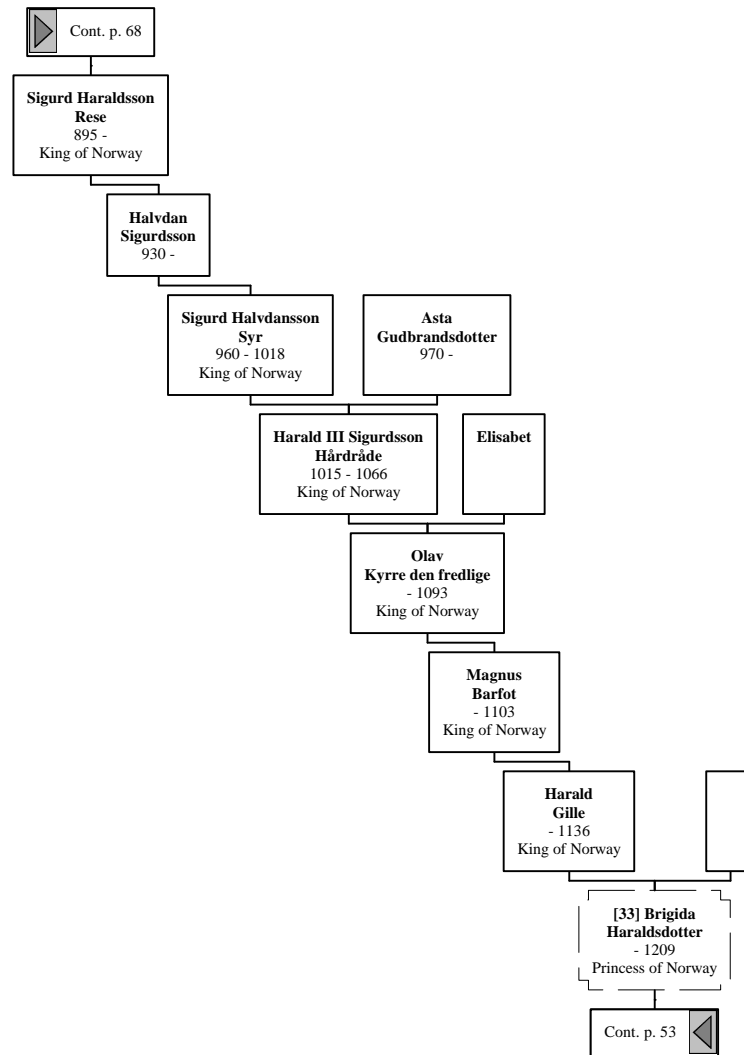 Cont. p. 68
Sigurd Haraldsson
Rese
895 -
King of Norway
Halvdan
Sigurdsson
930 -
Sigurd Halvdansson
Syr
960 - 1018
King of Norway
Asta
Gudbrandsdotter
970 -
Harald III Sigurdsson
Hårdråde
1015 - 1066
King of Norway
Elisabet
Olav
Kyrre den fredlige
- 1093
King of Norway
Magnus
Barfot
- 1103
King of Norway
Harald
Gille
- 1136
King of Norway
[33] Brigida
Haraldsdotter
- 1209
Princess of Norway
Cont. p. 53